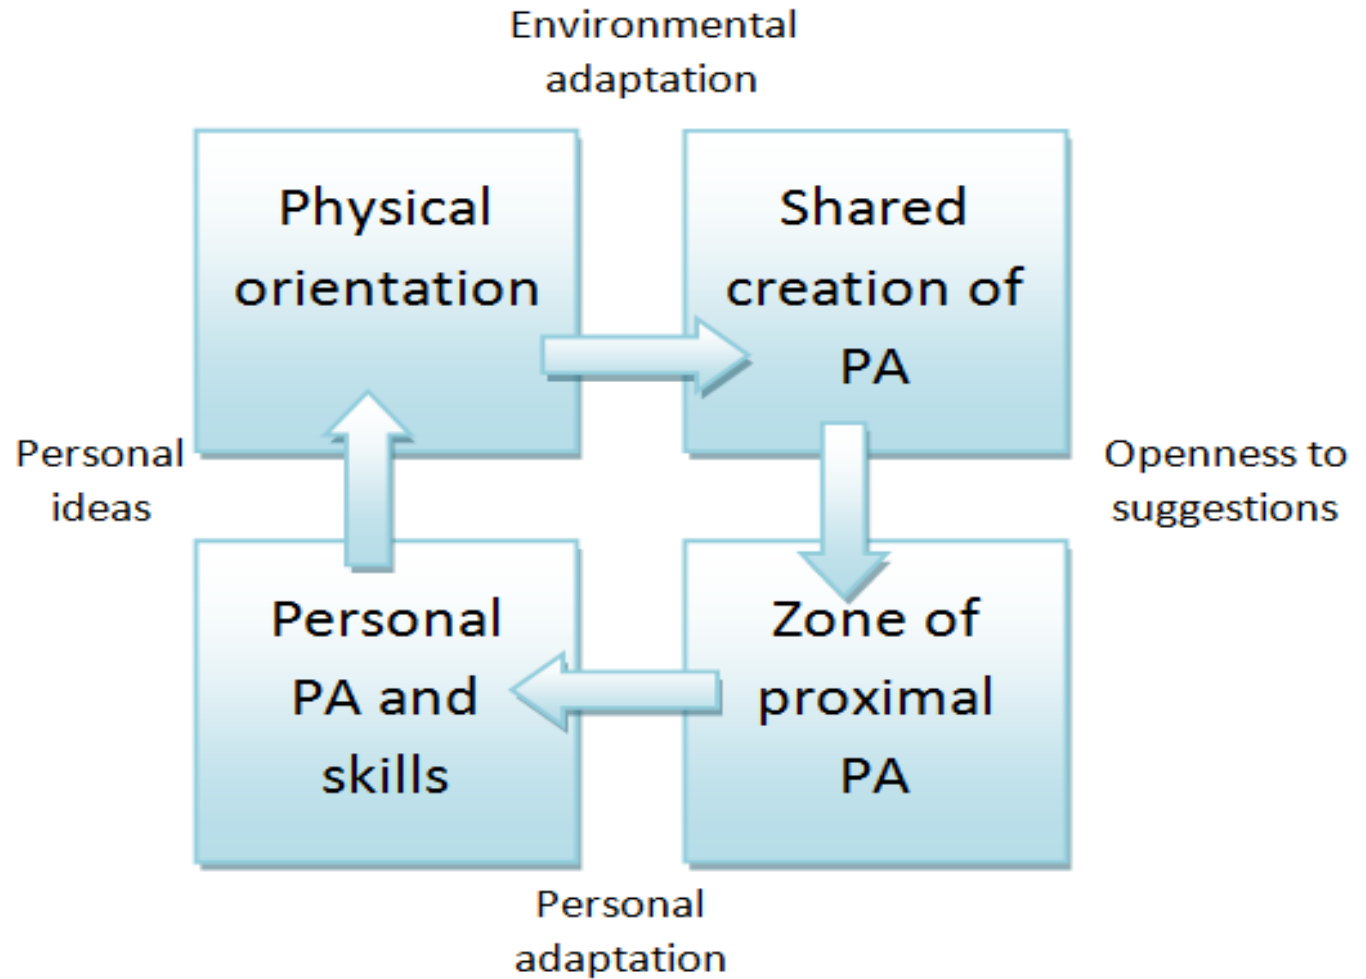 Environmental
adaptation
Physical
orientation
Shared
creation of
PA
Personal
ideas
Openness to
suggestions
Personal
PA and
skills
Zone of
proximal
PA
Personal
adaptation